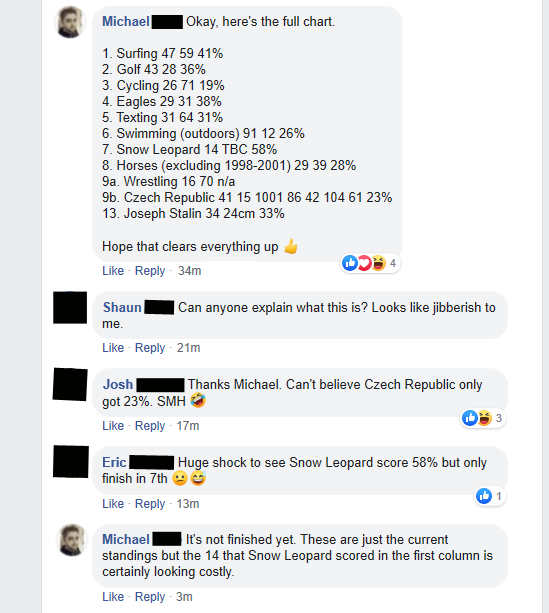 Michael Okay, here's the full chart.
1. Surfing 47 59 41%
2. Golf 43 28 36%
3. Cycling 26 71 19%
4. Eagles 29 31 38%
5. Texting 31 64 31%
6. Swimming (outdoors) 91 12 26%
7. Snow Leopard 14 TBC 58%
8. Horses (excluding 1998-2001) 29 39 28%
9a. Wrestling 16 70 n/a
9b. Czech Republic 41 15 1001 86 42 104 61 23%
13. Joseph Stalin 34 24cm 33%
Hope that clears everything up 👍
4
Like · Reply · 34m
Shaun Can anyone explain what this is? Looks like jibberish to
me.
Like · Reply · 21m
Josh Thanks Michael. Can't believe Czech Republic only
got 23%. SMH 🤣
3
Like · Reply · 17m
Eric Huge shock to see Snow Leopard score 58% but only
finish in 7th 😕😅
1
Like · Reply · 13m
Michael It's not finished yet. These are just the current
standings but the 14 that Snow Leopard scored in the first column is
certainly looking costly.
Like · Reply · 3m